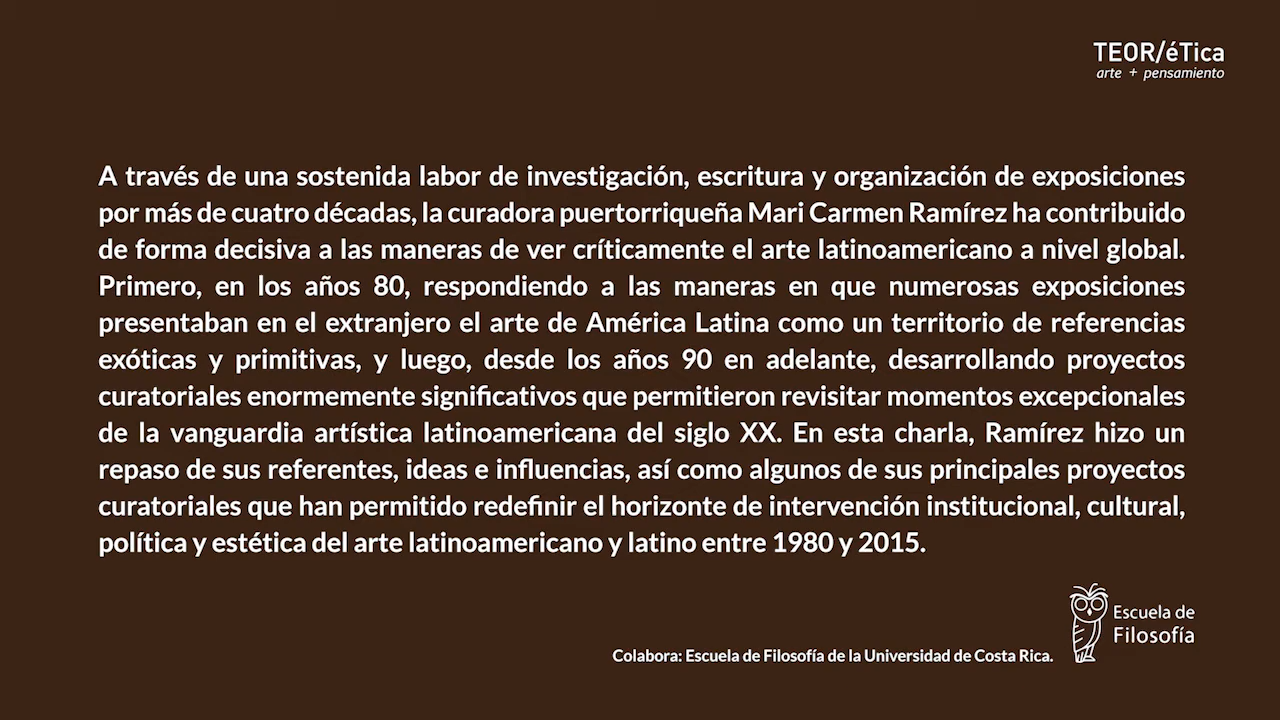 TEOR/éTica
arte + pensamiento
A través de una sostenida labor de investigación, escritura y organización de exposiciones
por más de cuatro décadas, la curadora puertorriqueña Mari Carmen Ramírez ha contribuido
de forma decisiva a las maneras de ver críticamente el arte latinoamericano a nivel global.
Primero, en los años 80, respondiendo a las maneras en que numerosas exposiciones
presentaban en el extranjero el arte de América Latina como un territorio de referencias
exóticas y primitivas, y luego, desde los años 90 en adelante, desarrollando proyectos
curatoriales enormemente significativos que permitieron revisitar momentos excepcionales
de la vanguardia artística latinoamericana del siglo XX. En esta charla, Ramírez hizo un
repaso de sus referentes, ideas e influencias, así como algunos de sus principales proyectos
curatoriales que han permitido redefinir el horizonte de intervención institucional, cultural,
política y estética del arte latinoamericano y latino entre 1980 y 2015.
Escuela de
Filosofía
Colabora: Escuela de Filosofía de la Universidad de Costa Rica.